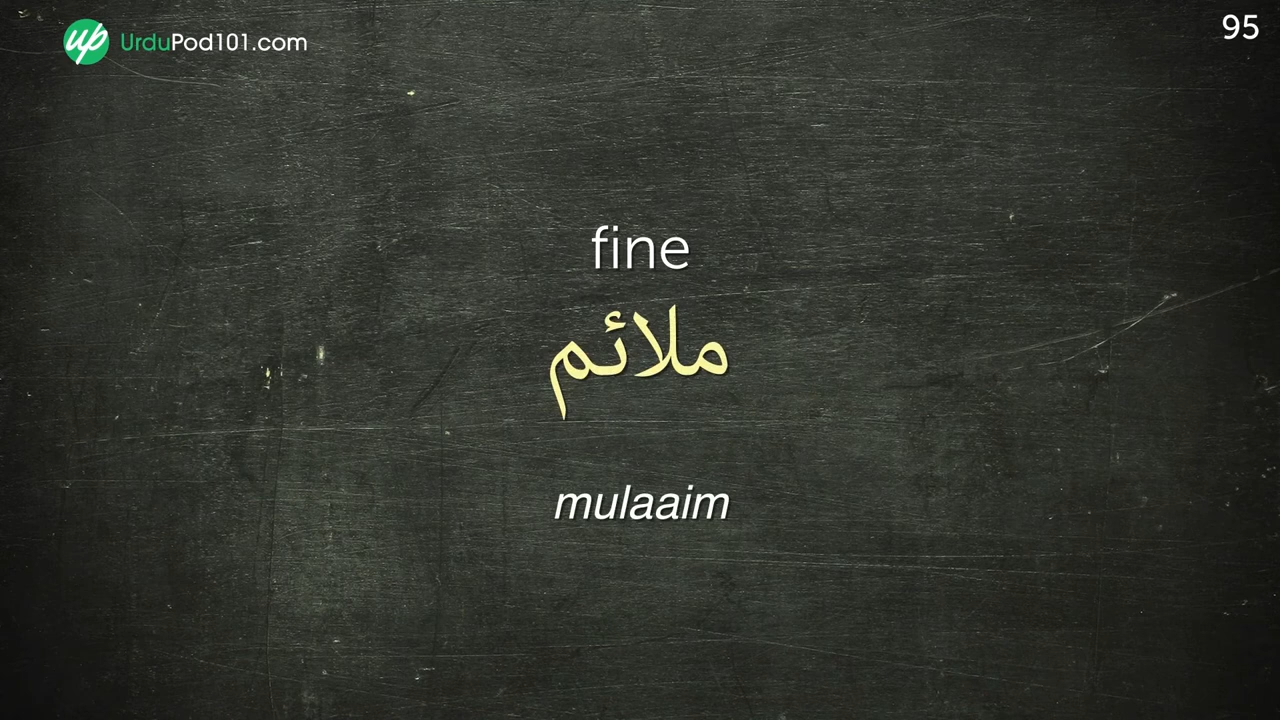 UrduPod101.com
95
fine
ملائم
mulaaim